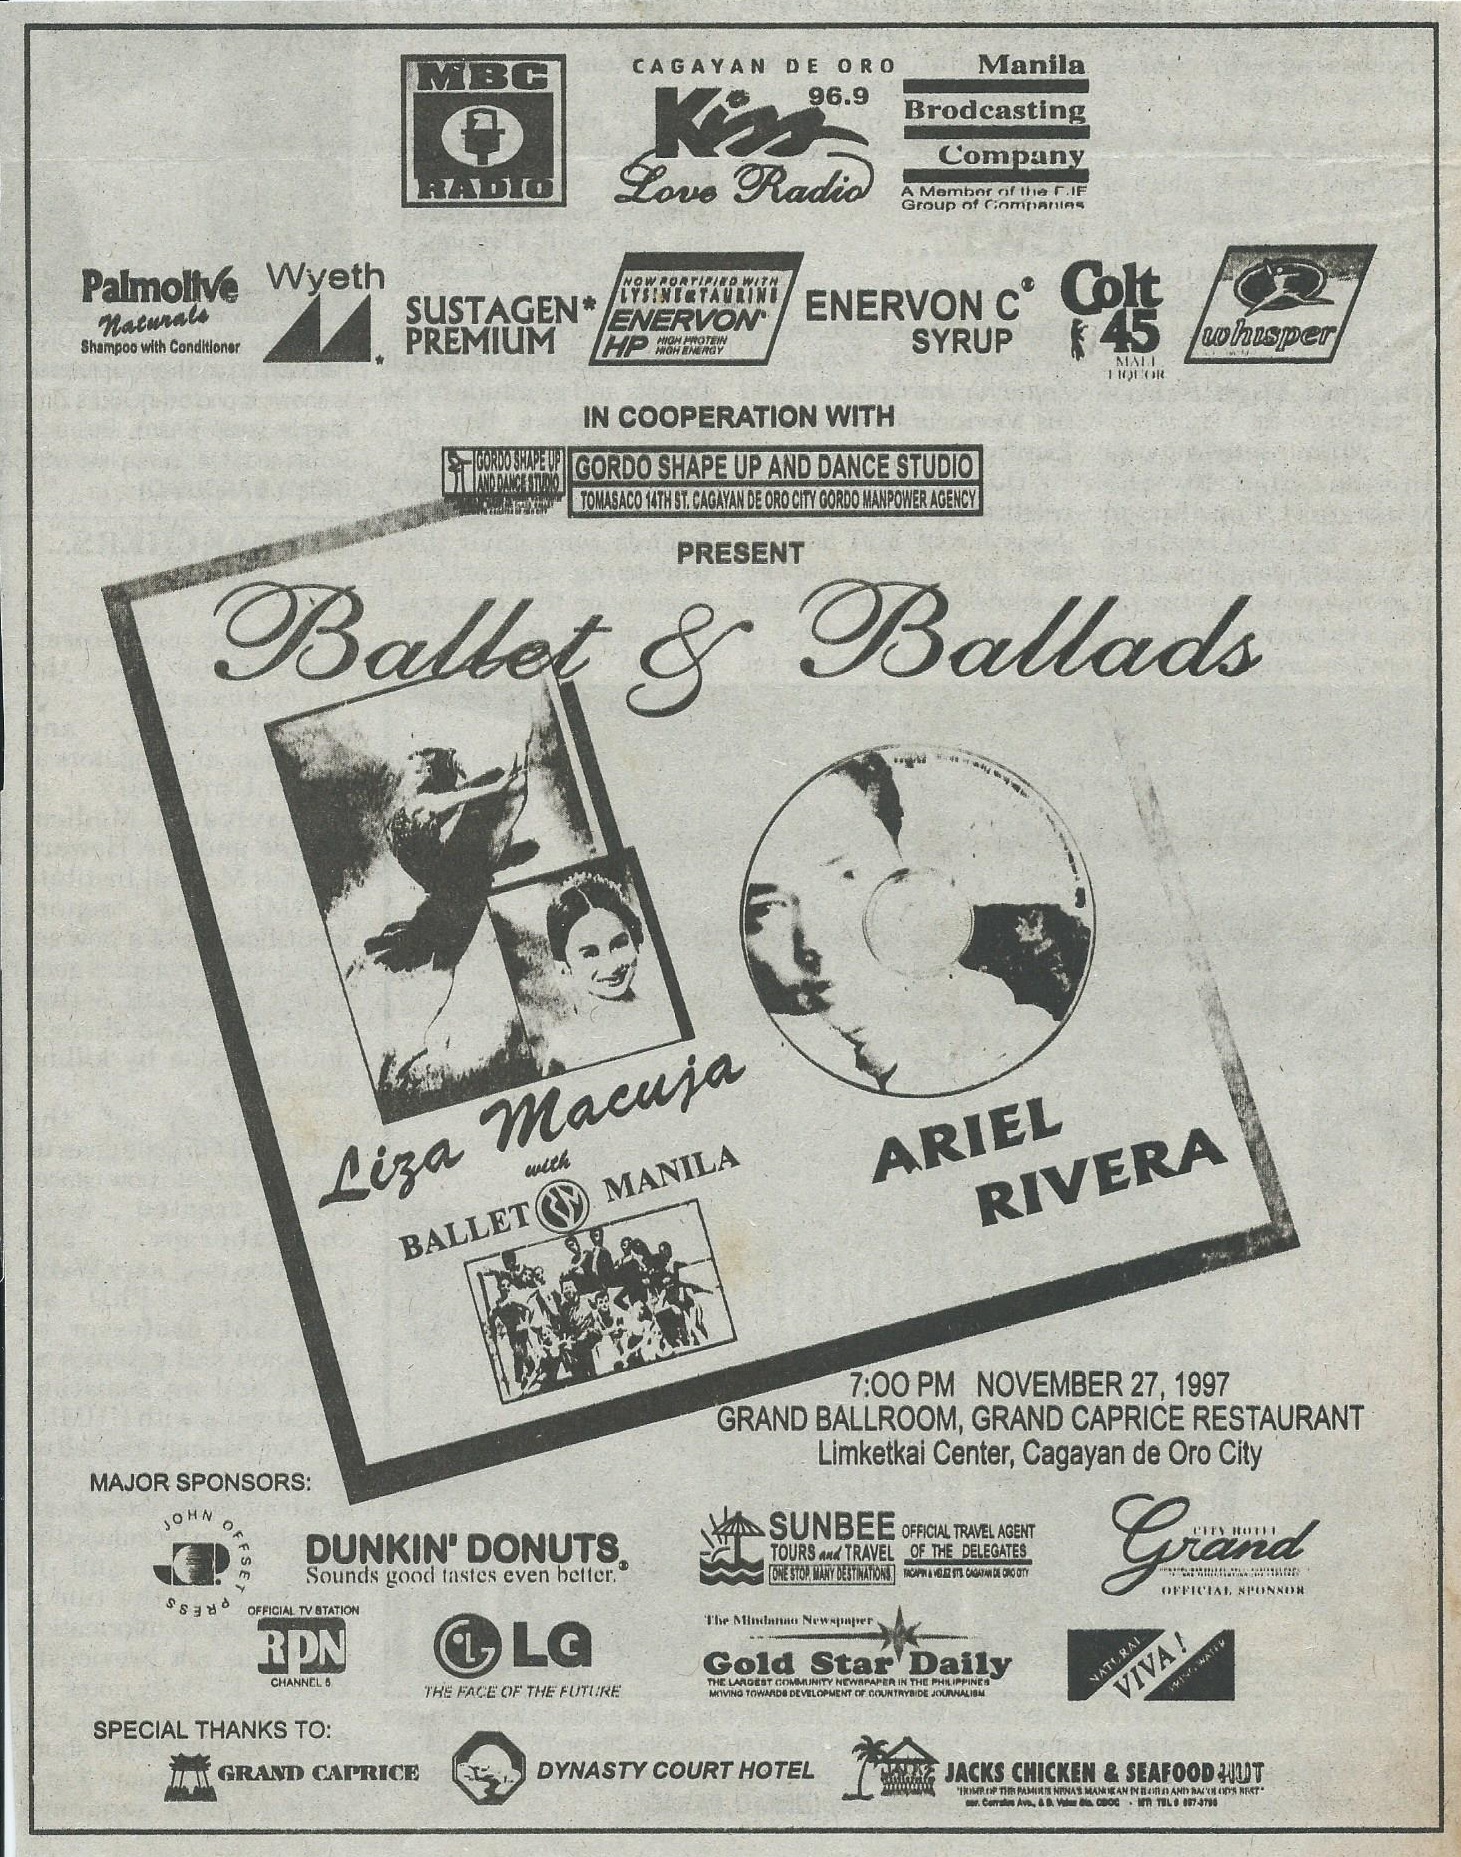 MBC
RADIO
CAGAYAN DE ORO
96.9
Kiss
Love Radio
Manila
Brodcasting
Company
A Member of the FJE
Group of Companies
Palmolive
Naturals
Shampoo with Conditioner
Wyeth
SUSTAGEN*
PREMIUM
NOW FORTIFIED WITH
LYSINE & TAURINE
ENERVON
HP HIGH PROTEIN
HIGH ENERGY
ENERVON C®
SYRUP
Colt
45
MALT
LIQUOR
whisper
IN COOPERATION WITH
GORDO SHAPE UP
AND DANCE STUDIO
GORDO SHAPE UP AND DANCE STUDIO
TOMASACO 14TH ST. CAGAYAN DE ORO CITY GORDO MANPOWER AGENCY
PRESENT
Ballet & Ballads
Liza Macuja
with
BALLET MANILA
ARIEL
RIVERA
7:00 PM NOVEMBER 27, 1997
GRAND BALLROOM, GRAND CAPRICE RESTAURANT
Limketkai Center, Cagayan de Oro City
MAJOR SPONSORS:
JOHN OFFSET PRESS
DUNKIN' DONUTS®
Sounds good tastes even better.
SUNBEE
TOURS and TRAVEL
ONE STOP, MANY DESTINATIONS
OFFICIAL TRAVEL AGENT
OF THE DELEGATES
Grand
CITY HOTEL
OFFICIAL SPONSOR
OFFICIAL TV STATION
RPN
CHANNEL 5
LG
THE FACE OF THE FUTURE
The Mindanao Newspaper
Gold Star Daily
THE LARGEST COMMUNITY NEWSPAPER IN THE PHILIPPINES
MOVING TOWARDS DEVELOPMENT OF COUNTRYSIDE JOURNALISM
NATURAL
VIVA!
SPECIAL THANKS TO:
GRAND CAPRICE
DYNASTY COURT HOTEL
JACKS CHICKEN & SEAFOOD HUT